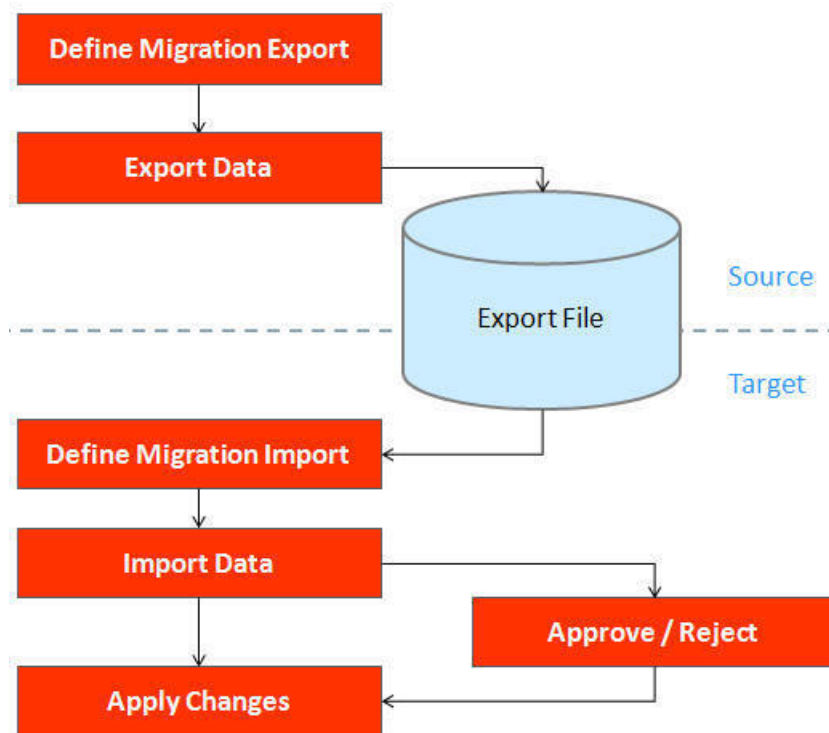 Define Migration Export
Export Data
Source
Export File
Target
Define Migration Import
Import Data
Approve / Reject
Apply Changes